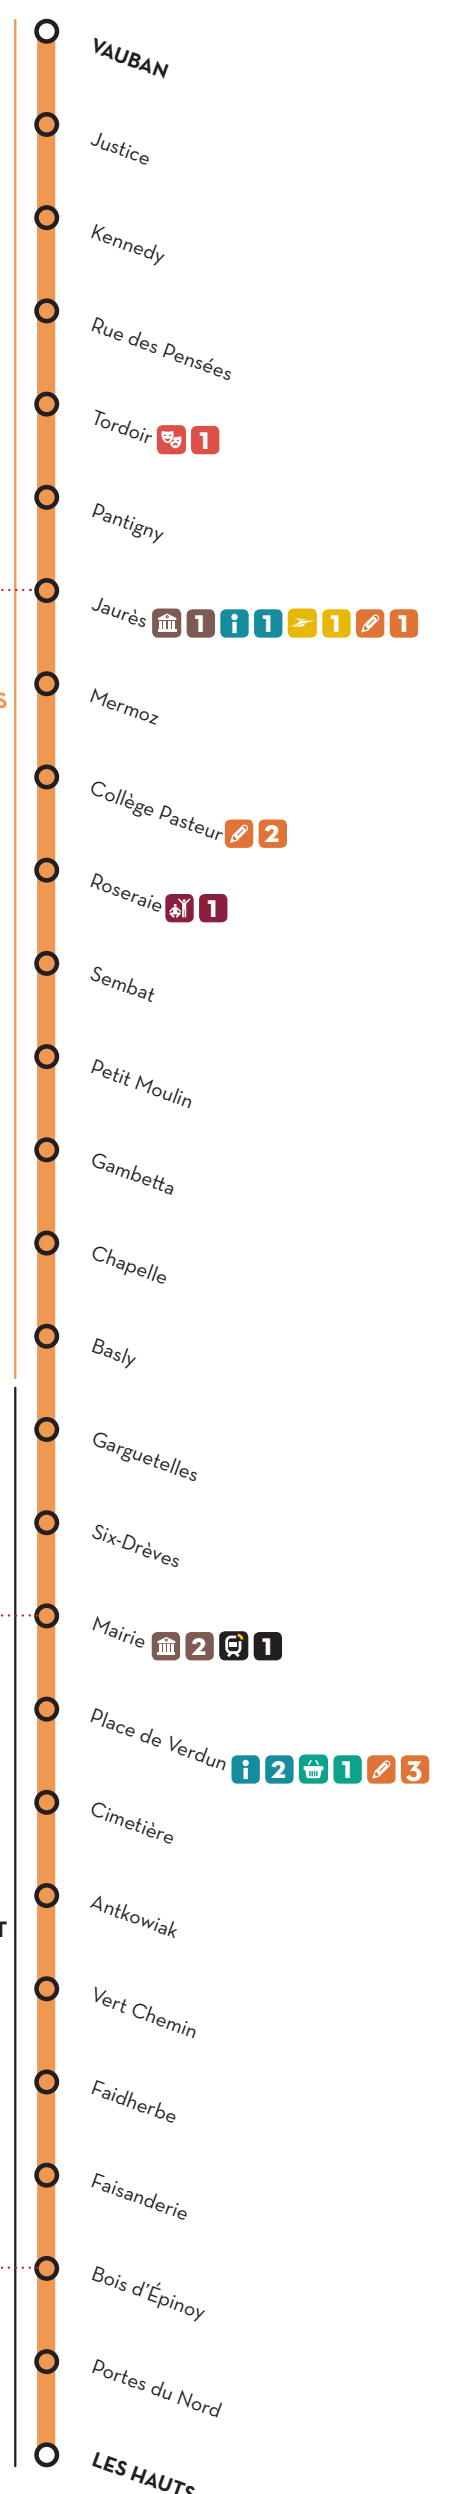 VAUBAN
Justice
Kennedy
Rue des Pensées
Tordoir 1
Pantigny
Jaurès 1 i 1 1 1
S
Mermoz
Collège Pasteur 2
Roseraie 1
Sembat
Petit Moulin
Gambetta
Chapelle
Basly
Garguetelles
Six-Drèves
Mairie 2 1
Place de Verdun i 2 1 3
Cimetière
Antkowiak
T
Vert Chemin
Faidherbe
Faisanderie
Bois d'Épinoy
Portes du Nord
LES HAUTS